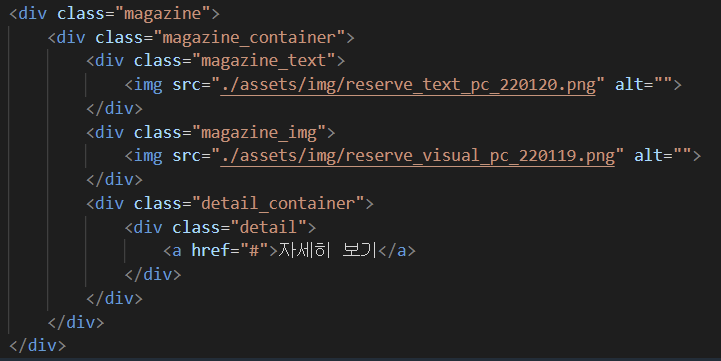 <div class="magazine">
<div class="magazine_container">
<div class="magazine_text">
<img src="./assets/img/reserve_text_pc_220120.png" alt="">
</div>
<div class="magazine_img">
<img src="./assets/img/reserve_visual_pc_220119.png" alt="">
</div>
<div class="detail_container">
<div class="detail">
<a href="#">자세히 보기</a>
</div>
</div>
</div>
</div>